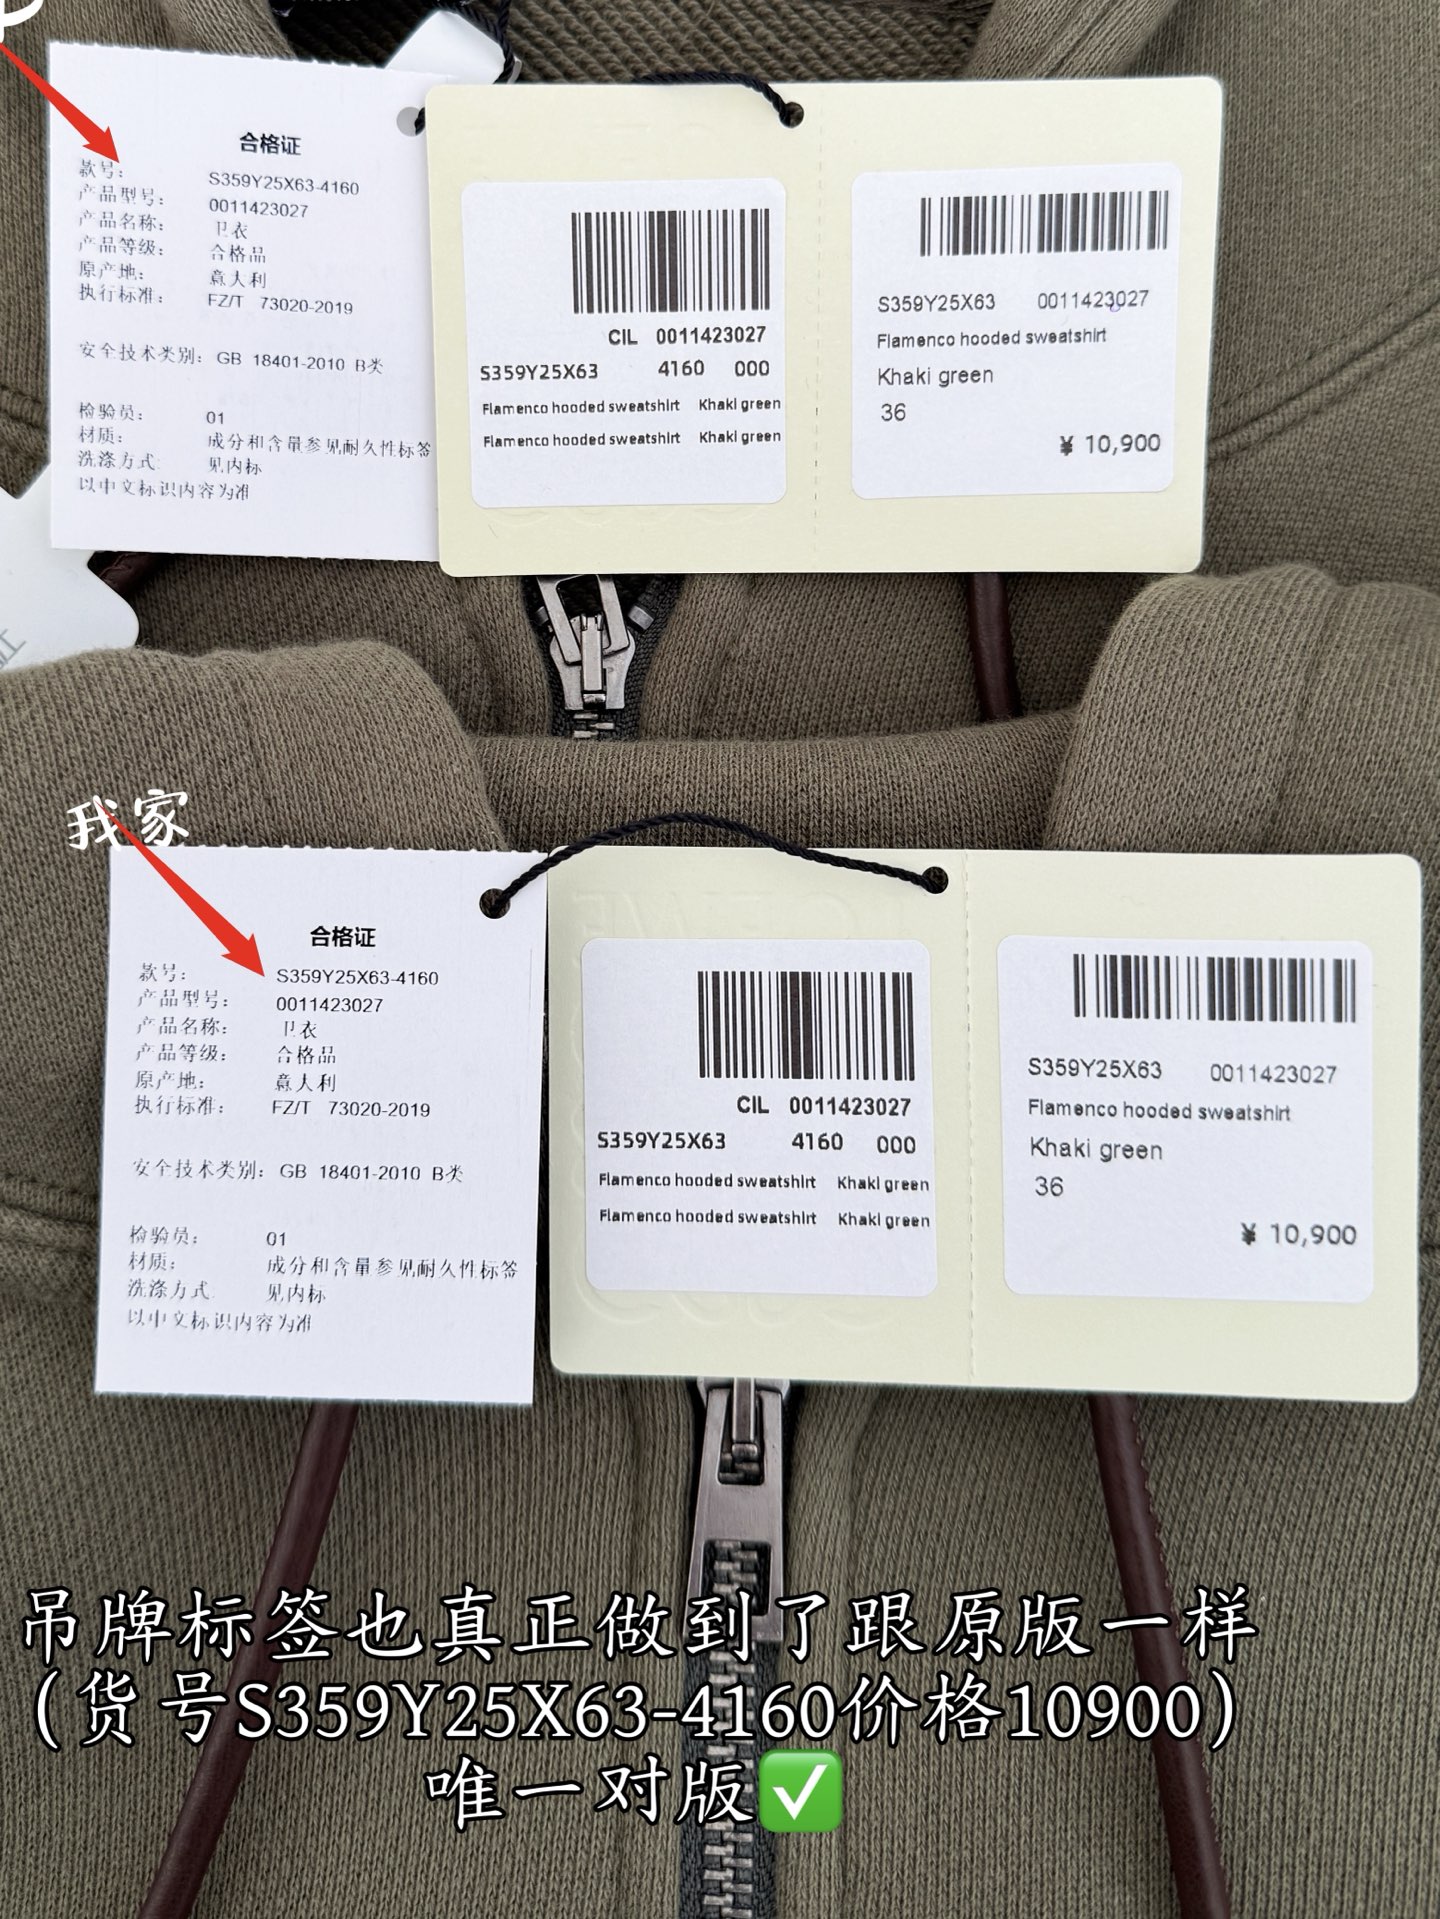 合格证
款号: S359Y25X63-4160
产品型号: 0011423027
产品名称: 卫衣
产品等级: 合格品
原产地: 意大利
执行标准: FZ/T 73020-2019
安全技术类别: GB 18401-2010 B类
检验员: 01
材质: 成分和含量参见耐久性标签
洗涤方式: 见内标
以中文标识内容为准
CIL 0011423027
S359Y25X63 4160 000
Flamenco hooded sweatshirt Khaki green
Flamenco hooded sweatshirt Khaki green
S359Y25X63 0011423027
Flamenco hooded sweatshirt
Khaki green
36
¥ 10,900
我家
合格证
款号: S359Y25X63-4160
产品型号: 0011423027
产品名称: 卫衣
产品等级: 合格品
原产地: 意大利
执行标准: FZ/T 73020-2019
安全技术类别: GB 18401-2010 B类
检验员: 01
材质: 成分和含量参见耐久性标签
洗涤方式: 见内标
以中文标识内容为准
CIL 0011423027
S359Y25X63 4160 000
Flamenco hooded sweatshirt Khaki green
Flamenco hooded sweatshirt Khaki green
S359Y25X63 0011423027
Flamenco hooded sweatshirt
Khaki green
36
¥ 10,900
吊牌标签也真正做到了跟原版一样
(货号S359Y25X63-4160价格10900)
唯一对版✅